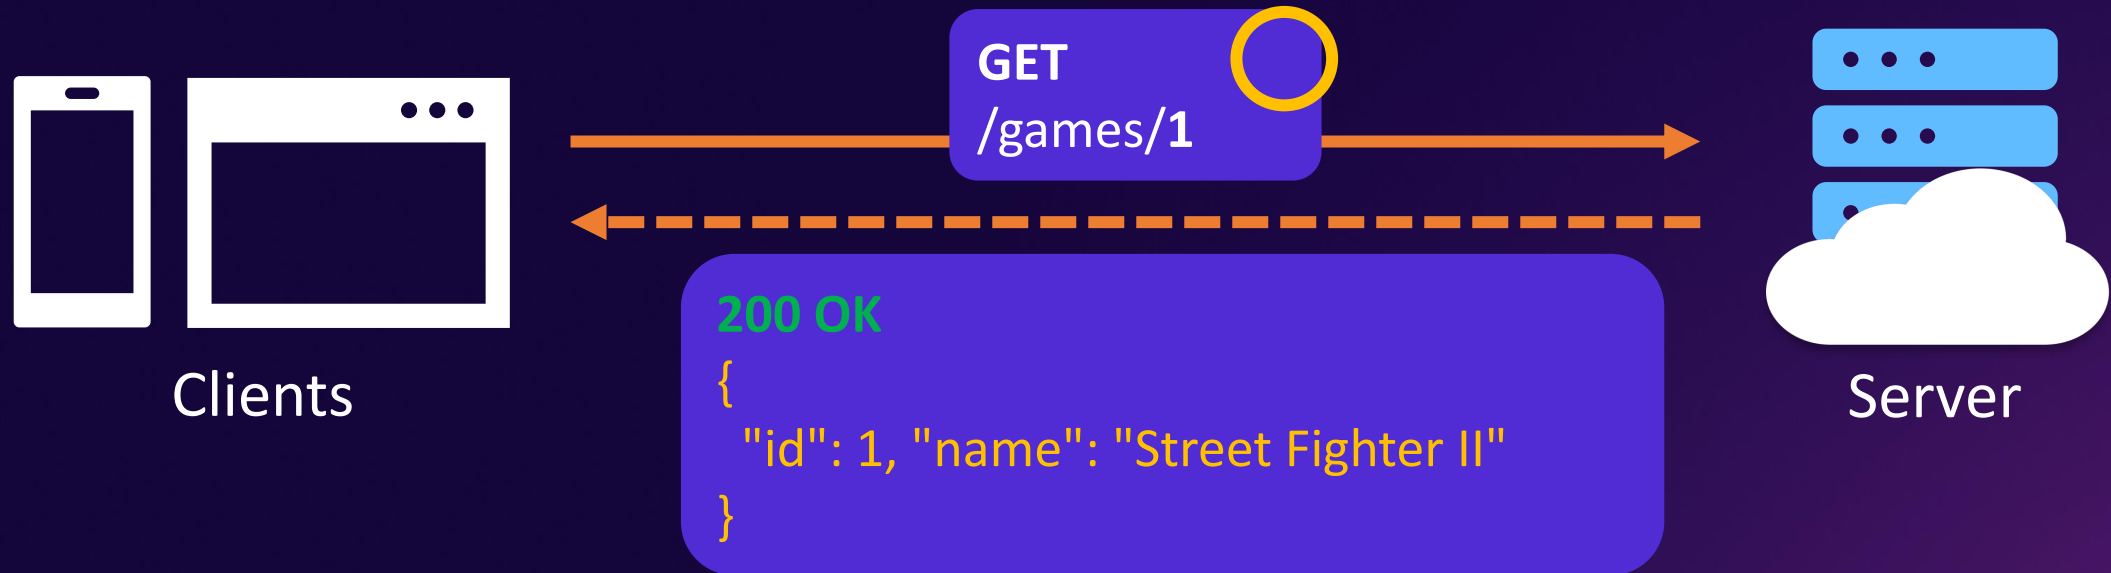 GET
/games/1
200 OK
{
"id": 1, "name": "Street Fighter II"
}
Clients
Server